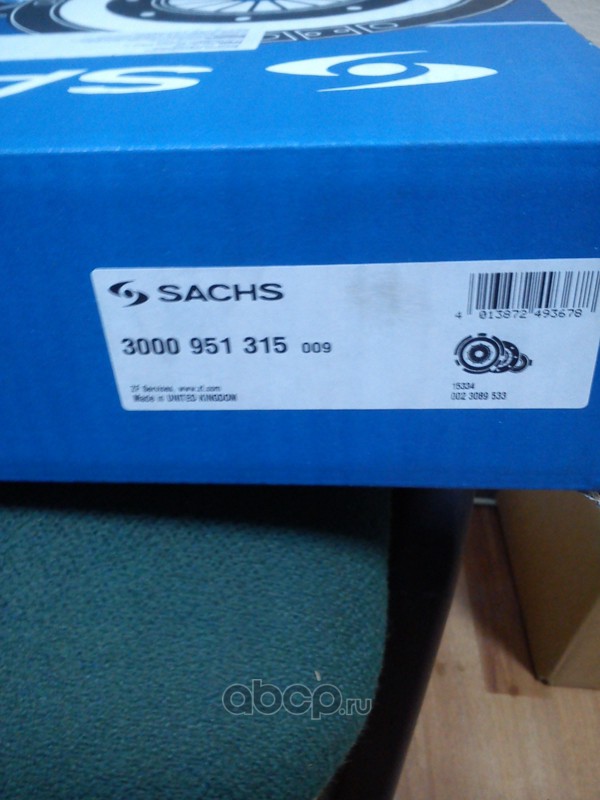 SA
SACHS
3000 951 315 009
ZF Services, www.zf.com
Made in UNITED KINGDOM
4 013872 493678
15334
002 3089 533
abcp.ru